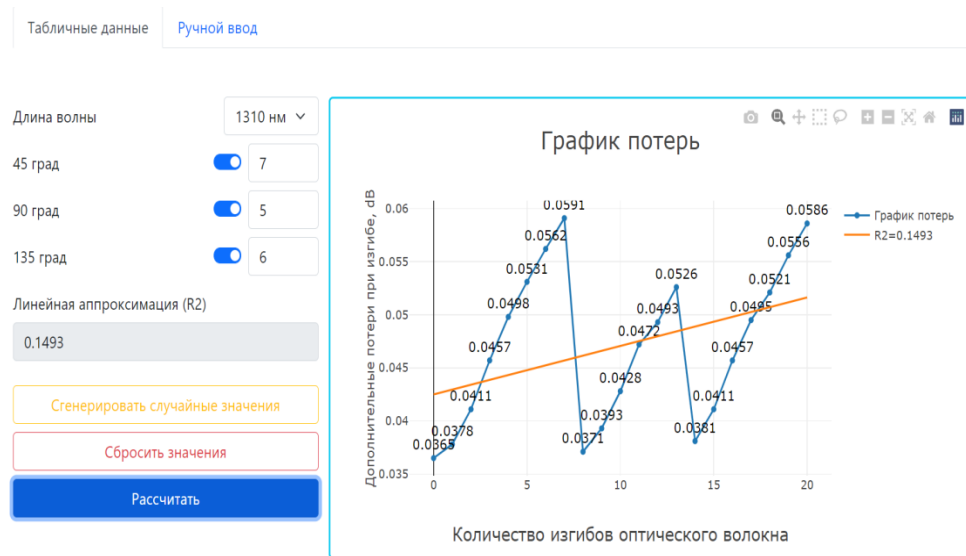 Табличные данные
Ручной ввод
Длина волны
1310 нм
45 град
7
90 град
5
135 град
6
Линейная аппроксимация (R2)
0.1493
Сгенерировать случайные значения
Сбросить значения
Рассчитать
График потерь
Дополнительные потери при изгибе, dB
0.06
0.055
0.05
0.045
0.04
0.035
0.0365
0.0378
0.0411
0.0457
0.0498
0.0531
0.0562
0.0591
0.0371
0.0393
0.0428
0.0472
0.0493
0.0526
0.0381
0.0411
0.0457
0.0495
0.0521
0.0556
0.0586
0
5
10
15
20
Количество изгибов оптического волокна
График потерь
R2=0.1493